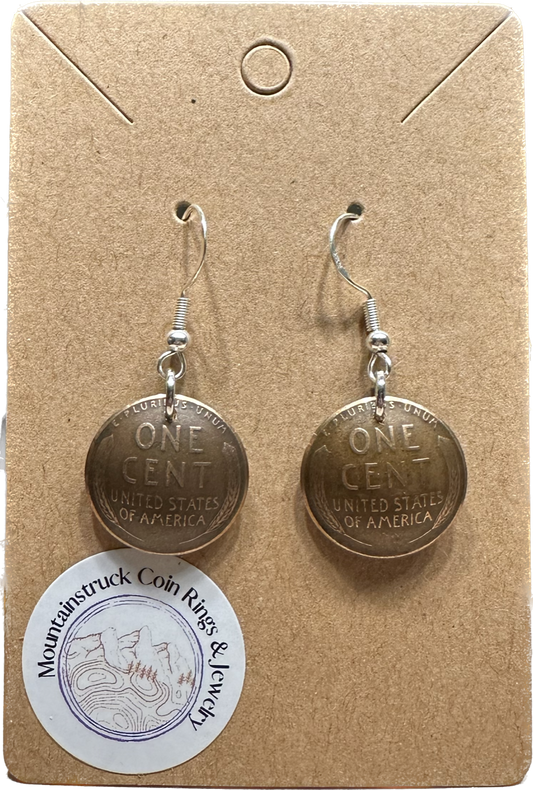 E·PLURIBUS·UNUM
ONE
CENT
UNITED STATES
OF AMERICA
E·PLURIBUS·UNUM
ONE
CENT
UNITED STATES
OF AMERICA
Mountainstruck Coin Rings & Jewelry